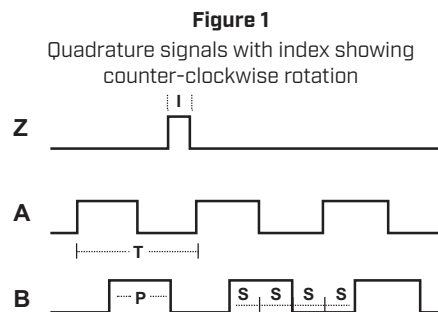 Figure 1
Quadrature signals with index showing
counter-clockwise rotation
I
Z
A
T
B
P
S S S S